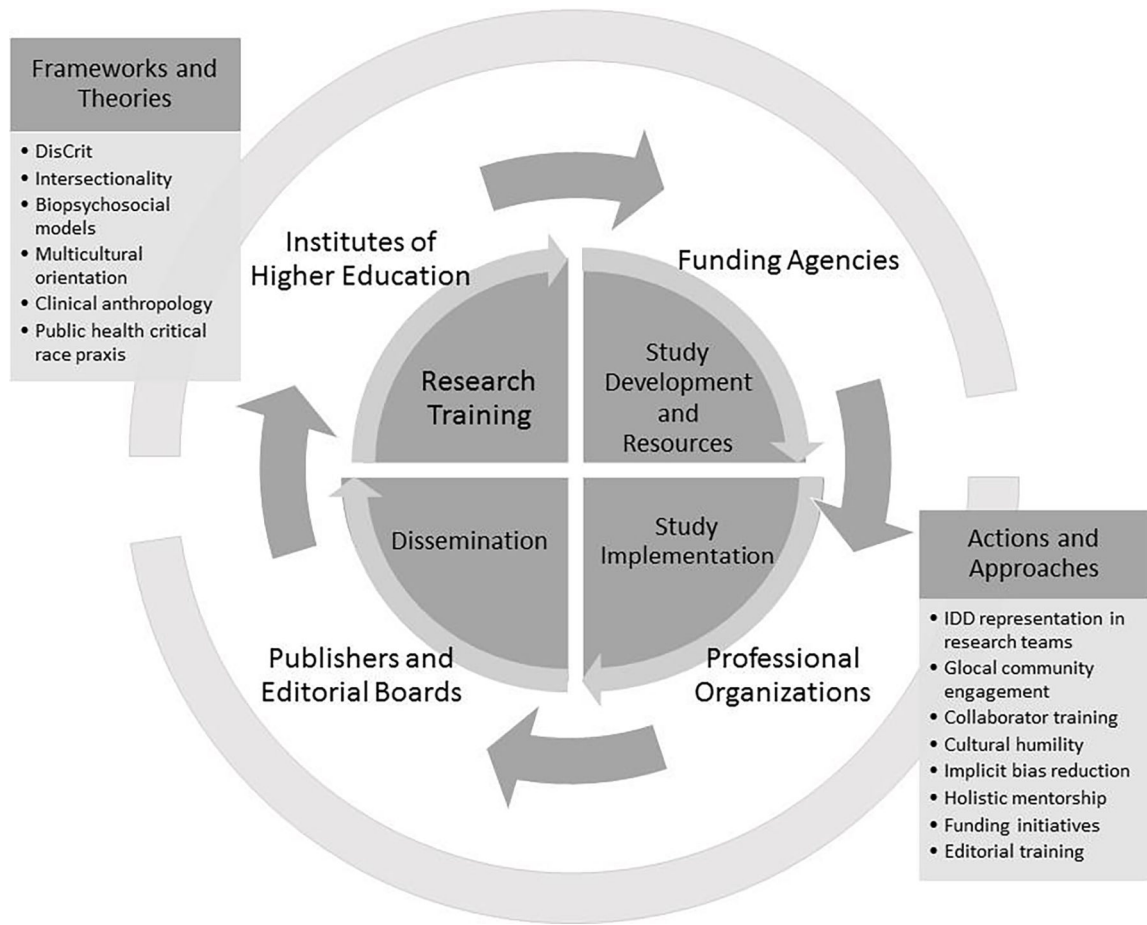 Frameworks and
Theories
• DisCrit
• Intersectionality
• Biopsychosocial
models
• Multicultural
orientation
• Clinical anthropology
• Public health critical
race praxis
Institutes of
Higher Education
Funding Agencies
Research
Training
Study
Development
and
Resources
Dissemination
Study
Implementation
Publishers and
Editorial Boards
Professional
Organizations
Actions and
Approaches
• IDD representation in
research teams
• Glocal community
engagement
• Collaborator training
• Cultural humility
• Implicit bias reduction
• Holistic mentorship
• Funding initiatives
• Editorial training